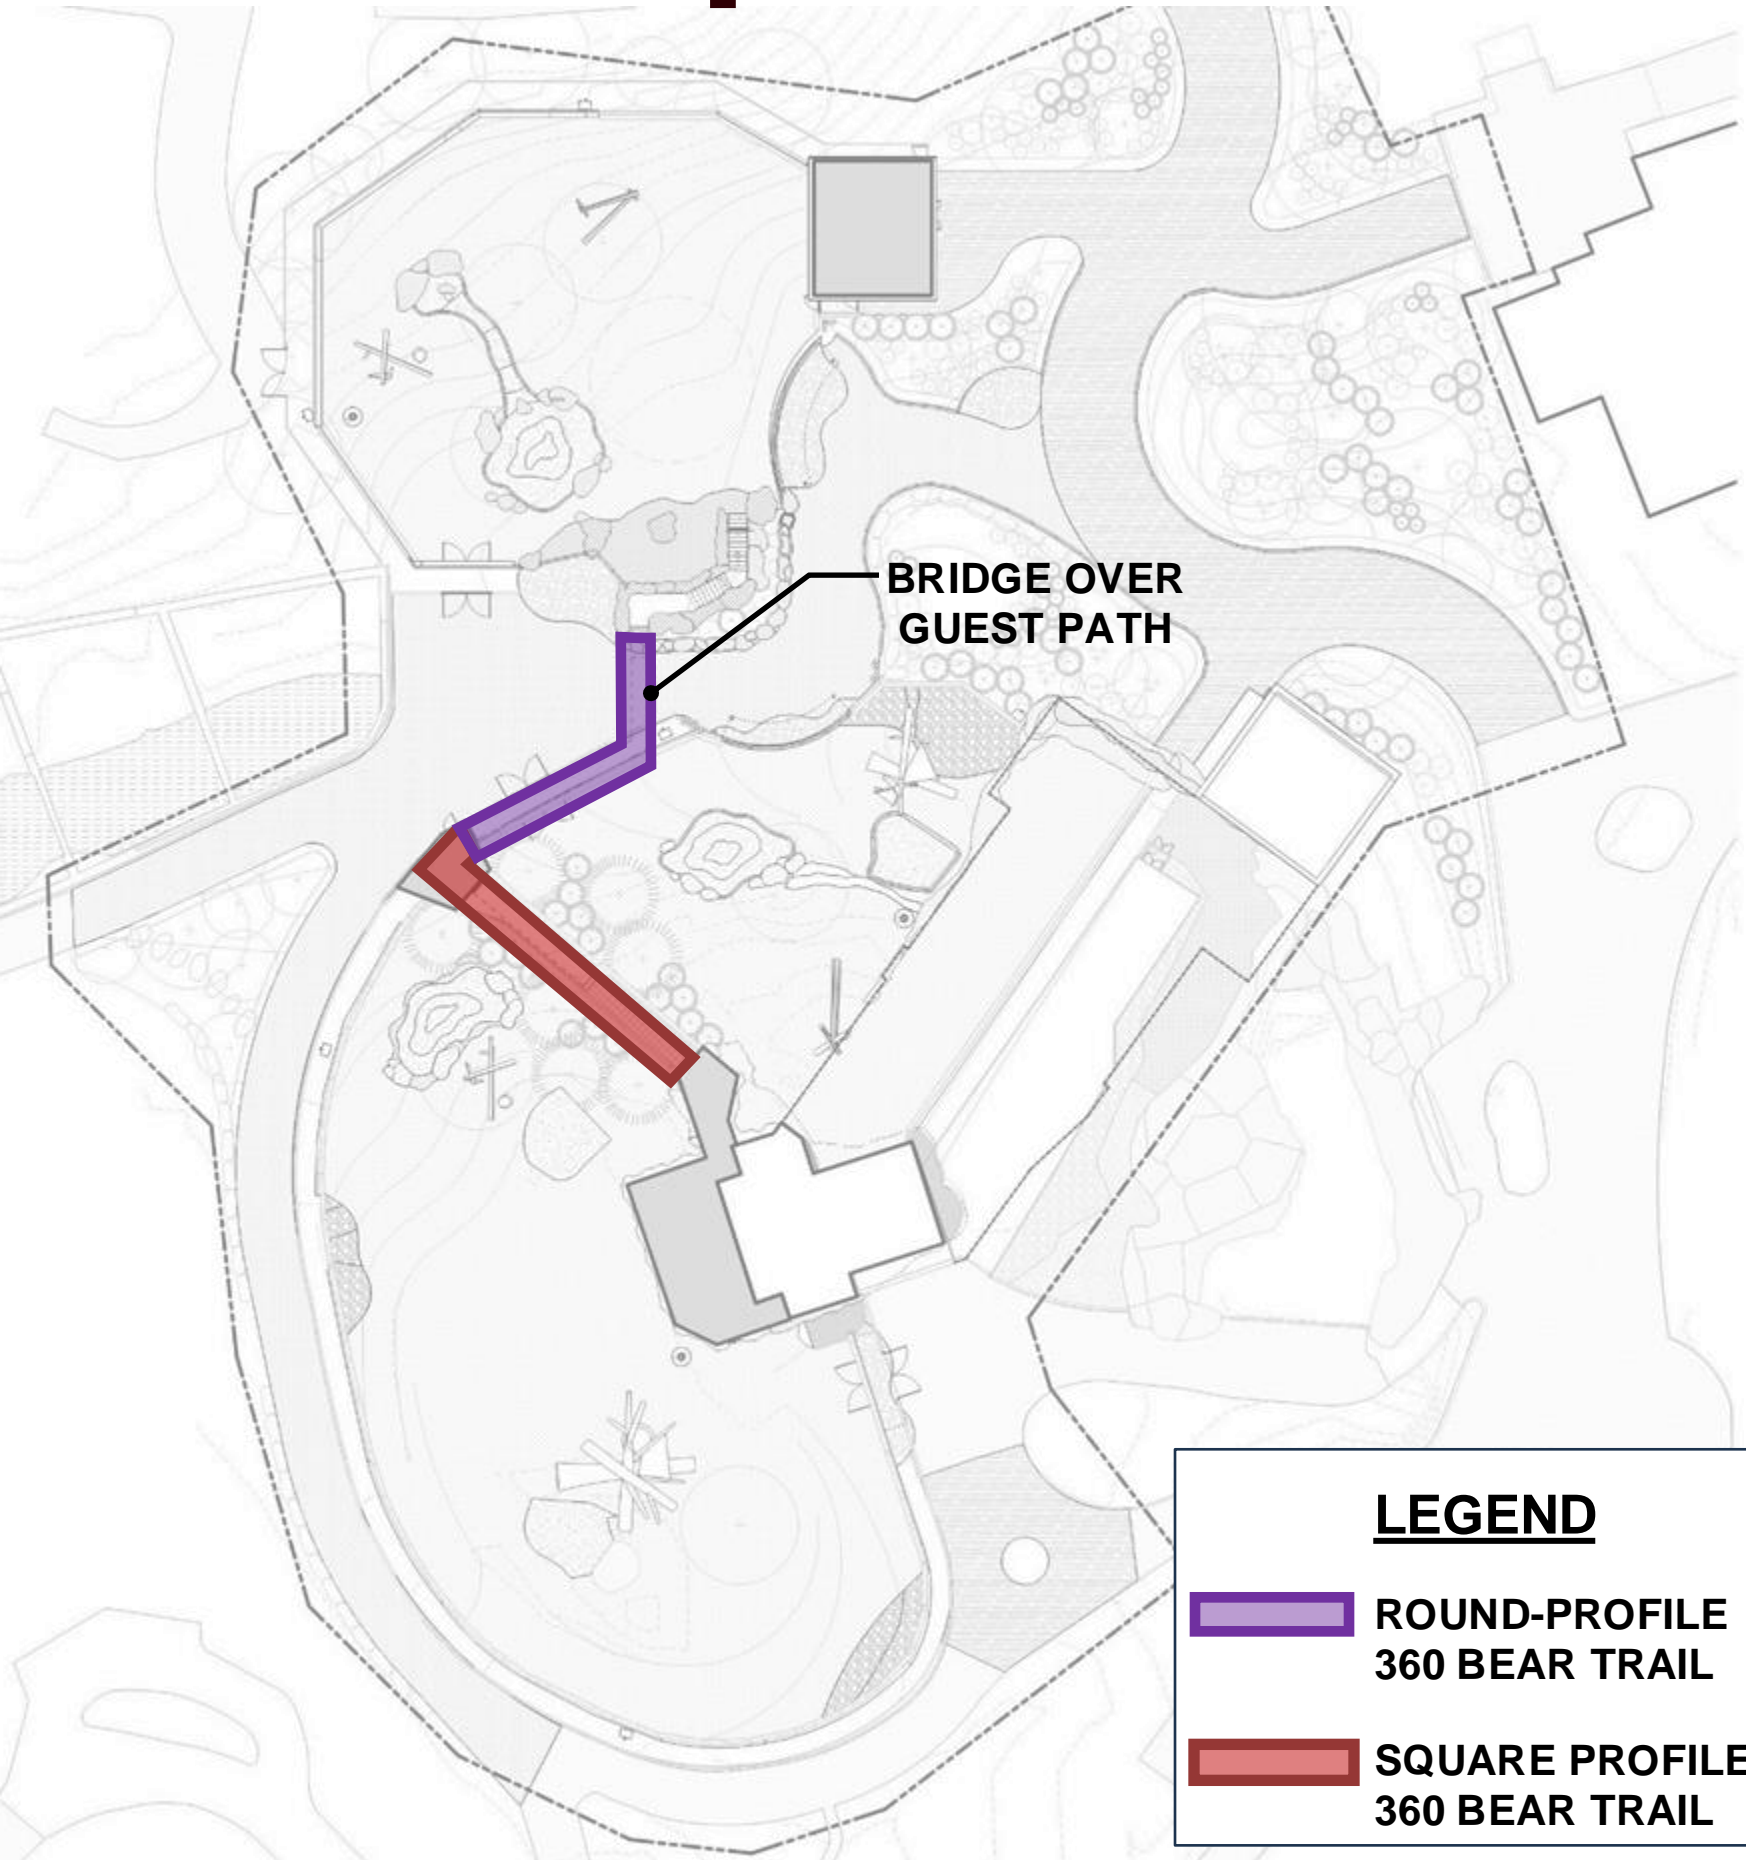 BRIDGE OVER
GUEST PATH
LEGEND
ROUND-PROFILE
360 BEAR TRAIL
SQUARE PROFILE
360 BEAR TRAIL